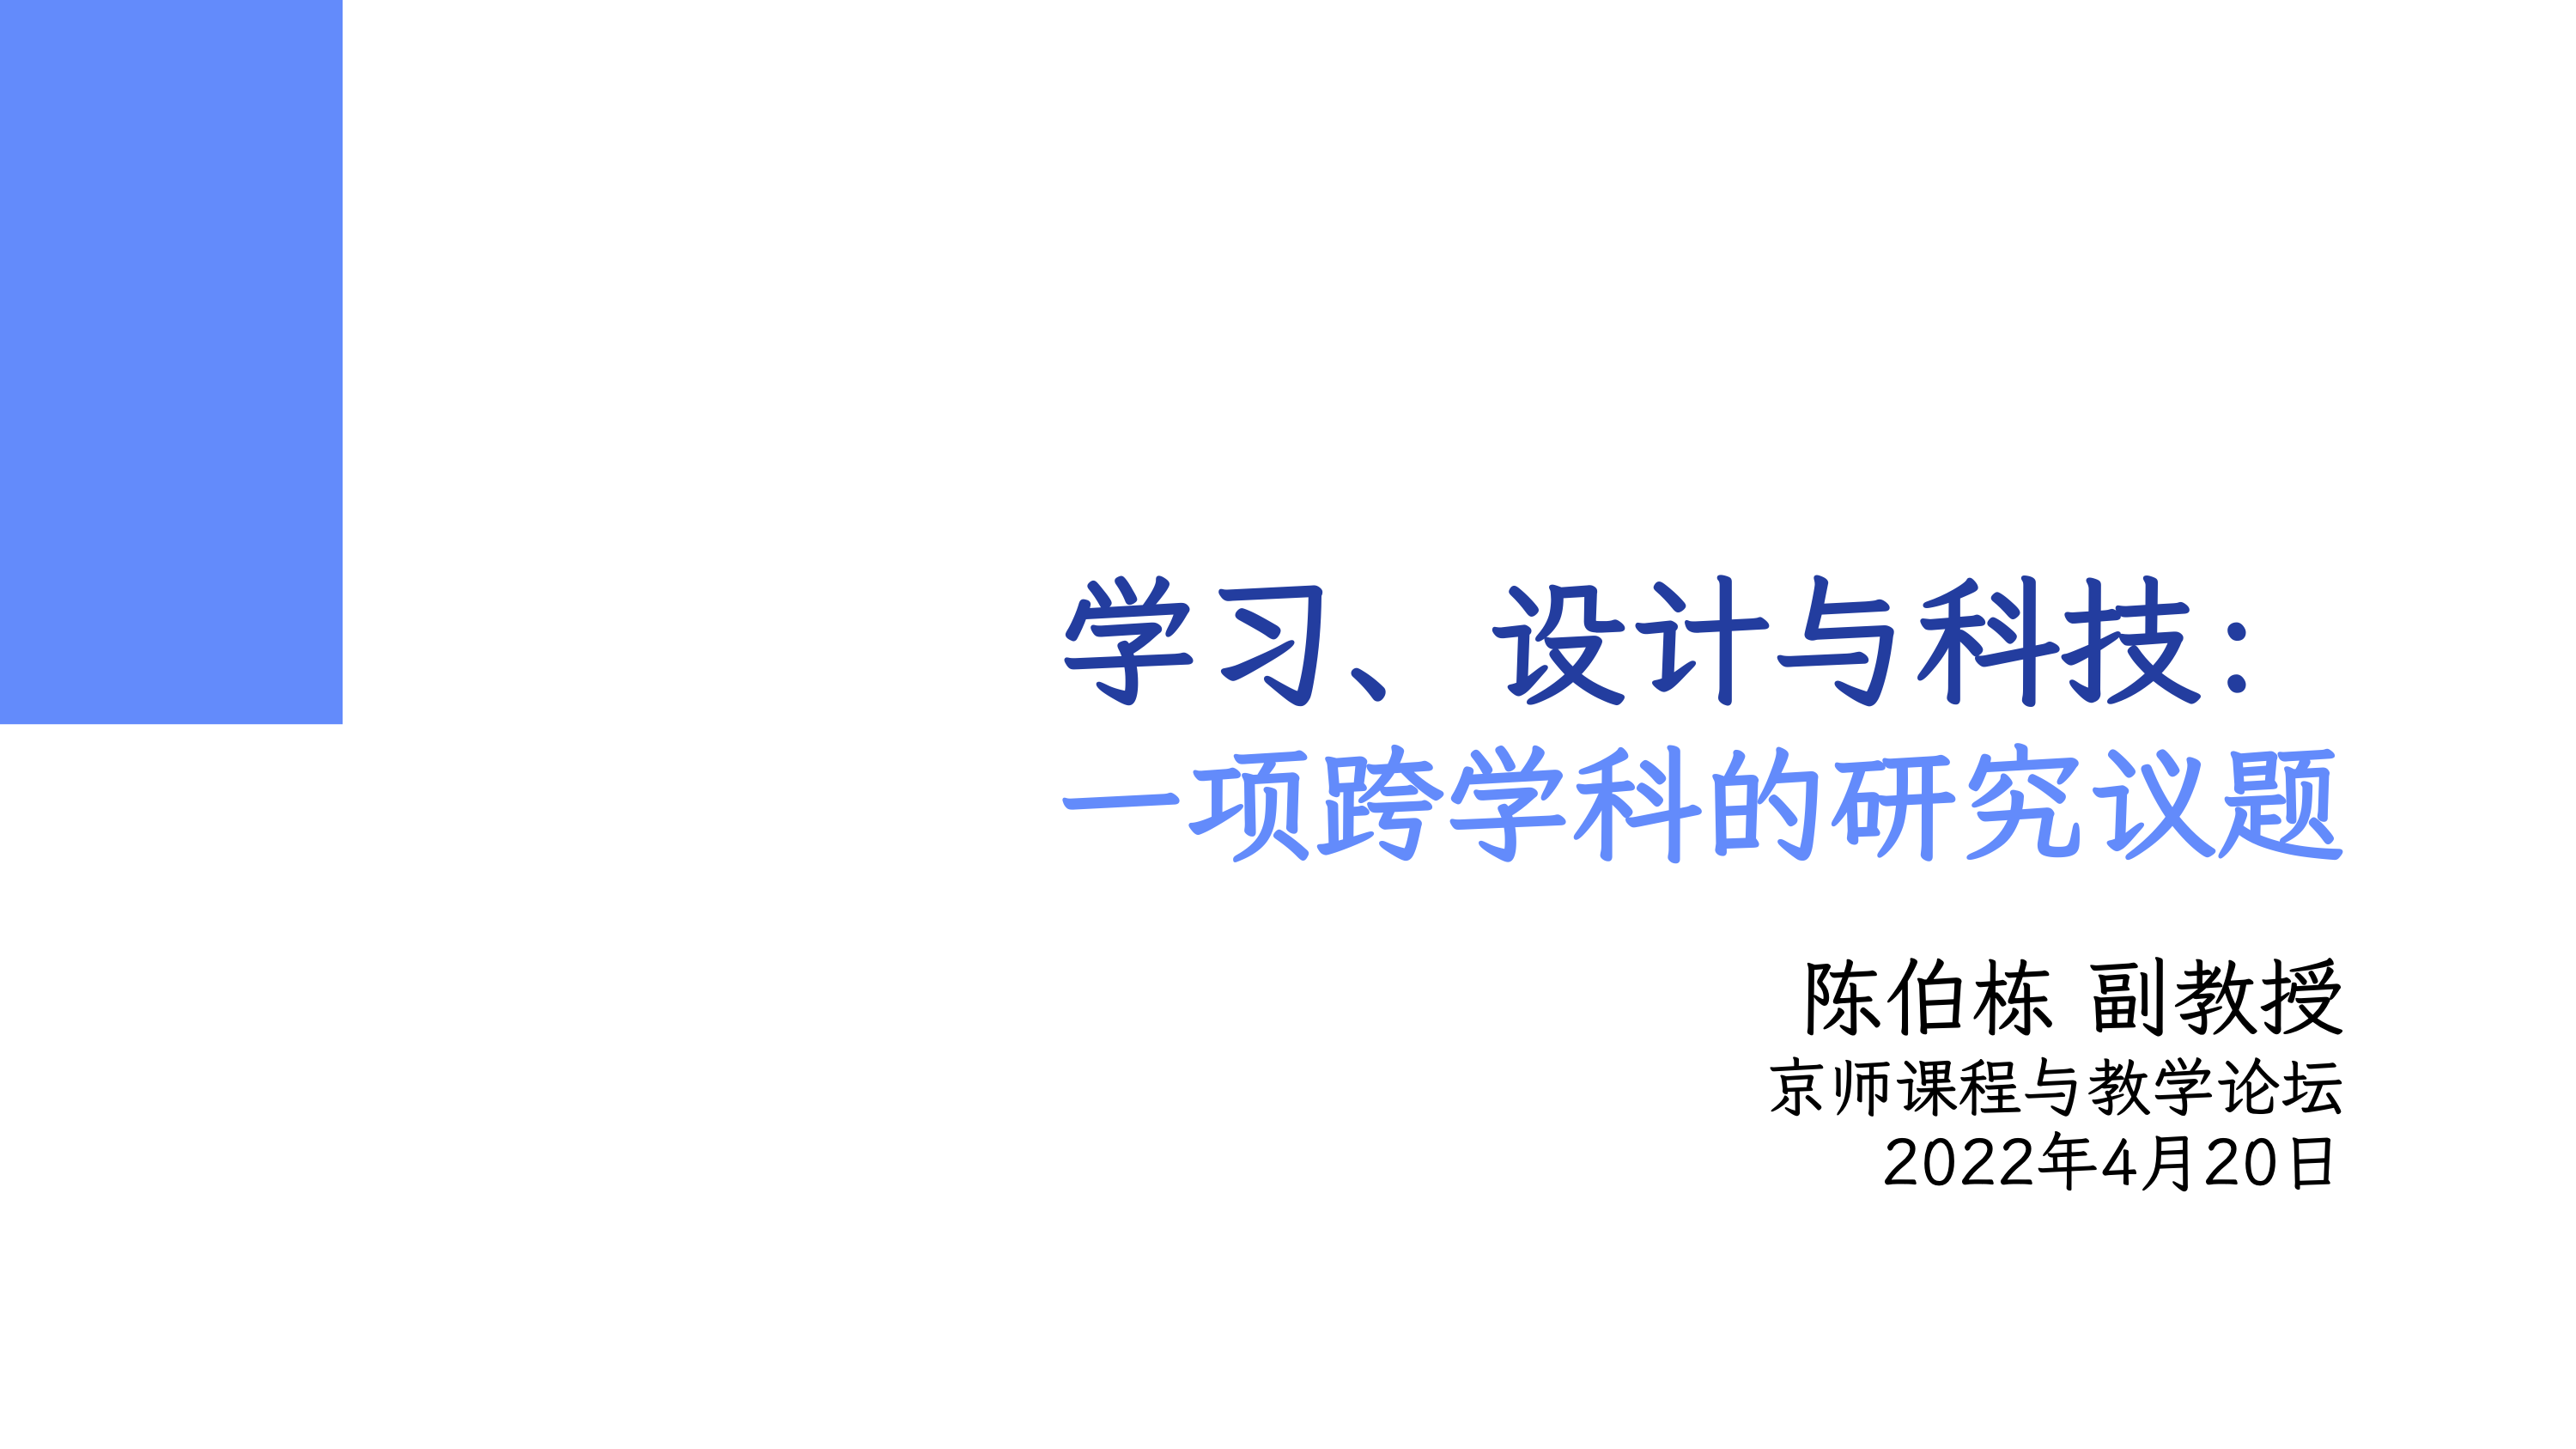 学习、设计与科技：
一项跨学科的研究议题
陈伯栋 副教授
京师课程与教学论坛
2022年4月20日